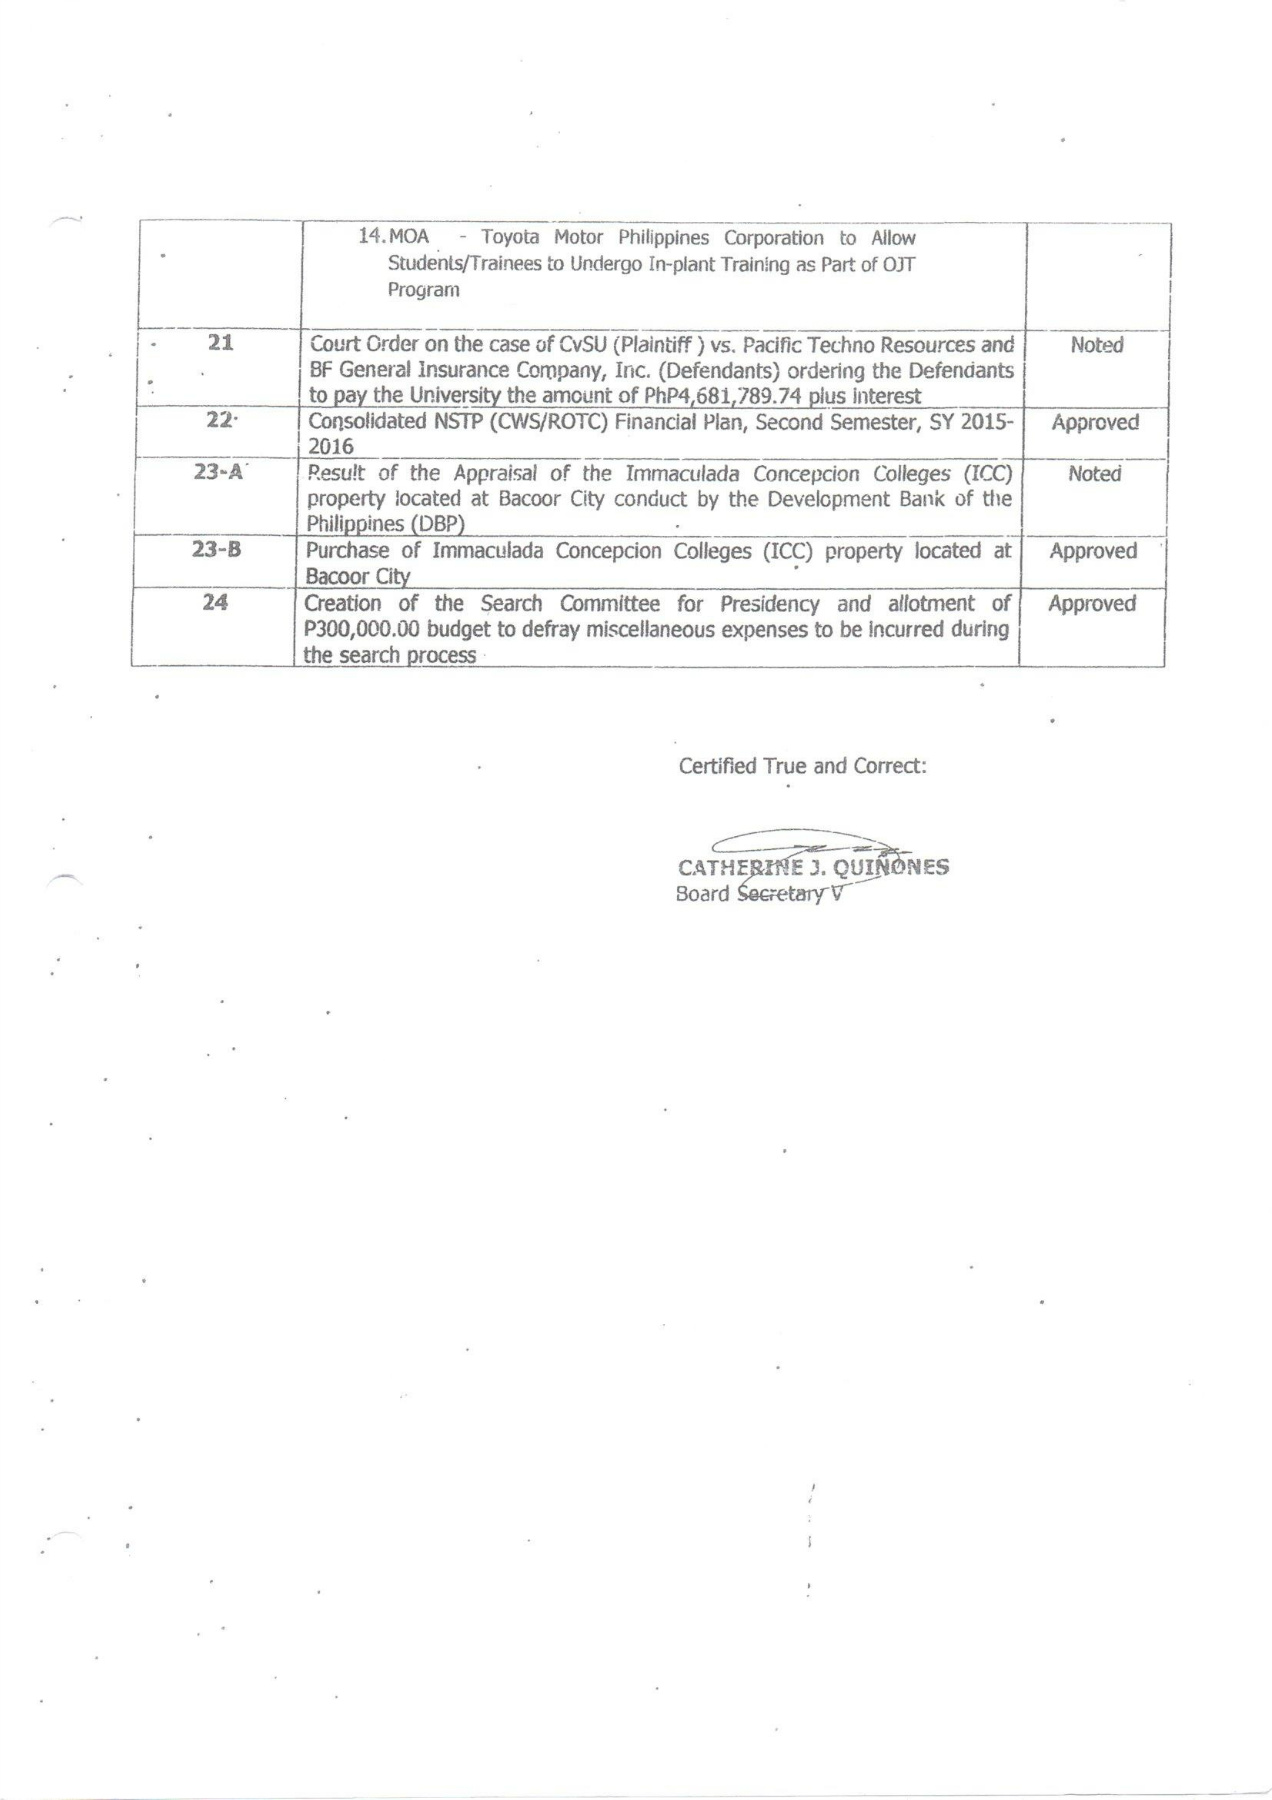 14. MOA - Toyota Motor Philippines Corporation to Allow
Students/Trainees to Undergo In-plant Training as Part of OJT
Program
21 Court Order on the case of CvSU (Plaintiff ) vs. Pacific Techno Resources and Noted
BF General Insurance Company, Inc. (Defendants) ordering the Defendants
to pay the University the amount of PhP4,681,789.74 plus interest
22 Consolidated NSTP (CWS/ROTC) Financial Plan, Second Semester, SY 2015- Approved
2016
23-A Result of the Appraisal of the Immaculada Concepcion Colleges (ICC) Noted
property located at Bacoor City conduct by the Development Bank of the
Philippines (DBP)
23-B Purchase of Immaculada Concepcion Colleges (ICC) property located at Approved
Bacoor City
24 Creation of the Search Committee for Presidency and allotment of Approved
P300,000.00 budget to defray miscellaneous expenses to be incurred during
the search process
Certified True and Correct:
CATHERINE J. QUIÑONES
Board Secretary V